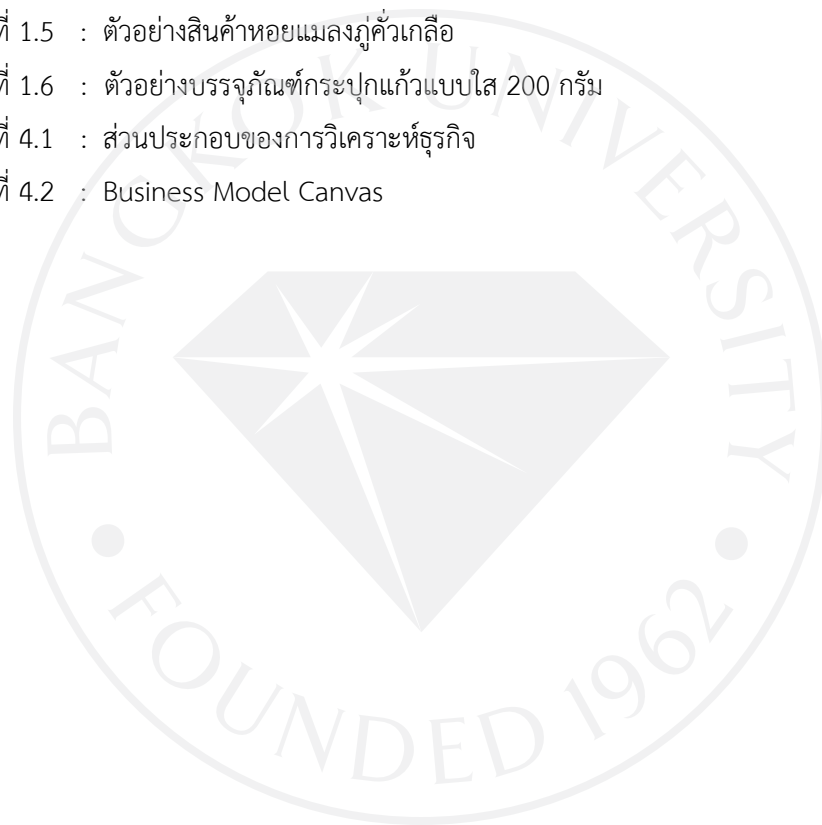 ที่ 1.5 : ตัวอย่างสินค้าหอยแมลงภู่คั่วเกลือ
ที่ 1.6 : ตัวอย่างบรรจุภัณฑ์กระปุกแก้วแบบใส 200 กรัม
ที่ 4.1 : ส่วนประกอบของการวิเคราะห์ธุรกิจ
ที่ 4.2 : Business Model Canvas
BANGKOK UNIVERSITY
FOUNDED 1962